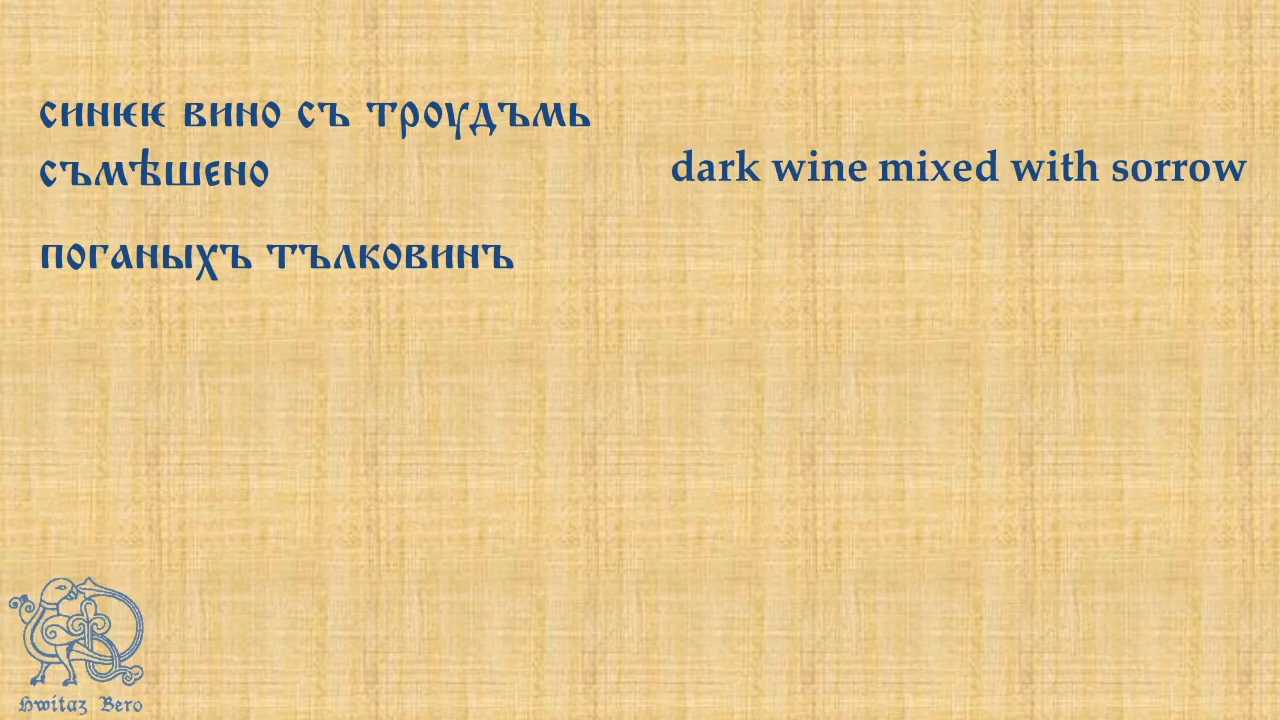 синѥѥ вино съ троудъмь
съмѣшено
dark wine mixed with sorrow
поганыхъ тълковинъ
Hwitaz Bero